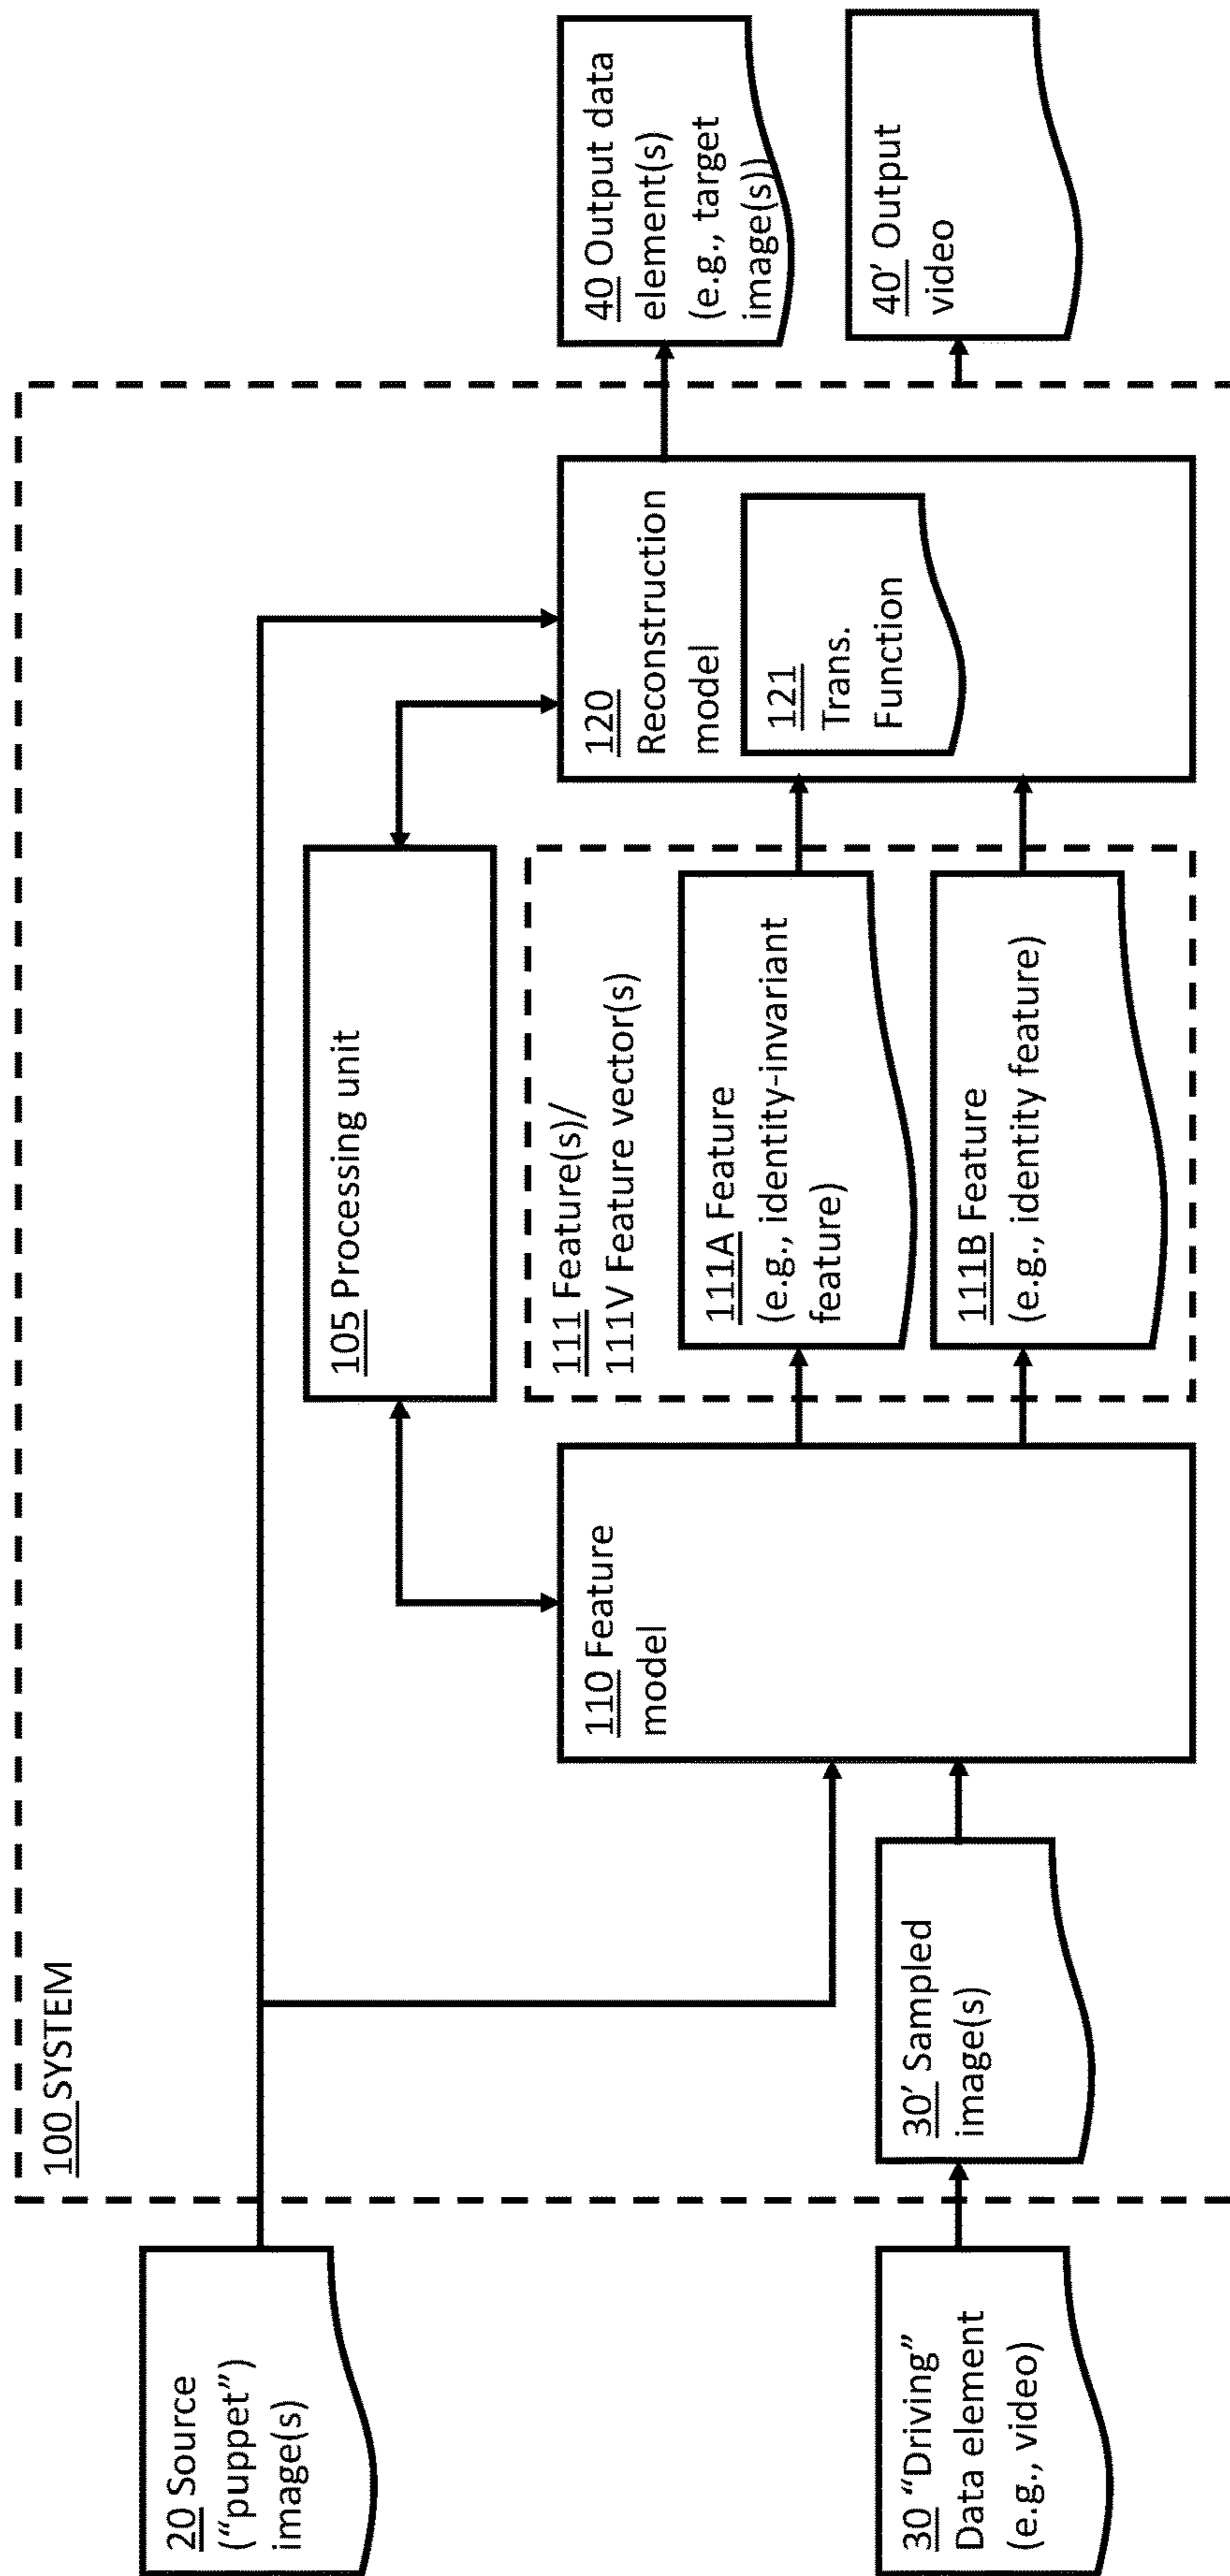 100 SYSTEM
20 Source
(“puppet”)
image(s)
30 “Driving”
Data element
(e.g., video)
30’ Sampled
image(s)
110 Feature
model
105 Processing unit
111 Feature(s)/
111V Feature vector(s)
111A Feature
(e.g., identity-invariant
feature)
111B Feature
(e.g., identity feature)
120
Reconstruction
model
121
Trans.
Function
40 Output data
element(s)
(e.g., target
image(s))
40’ Output
video